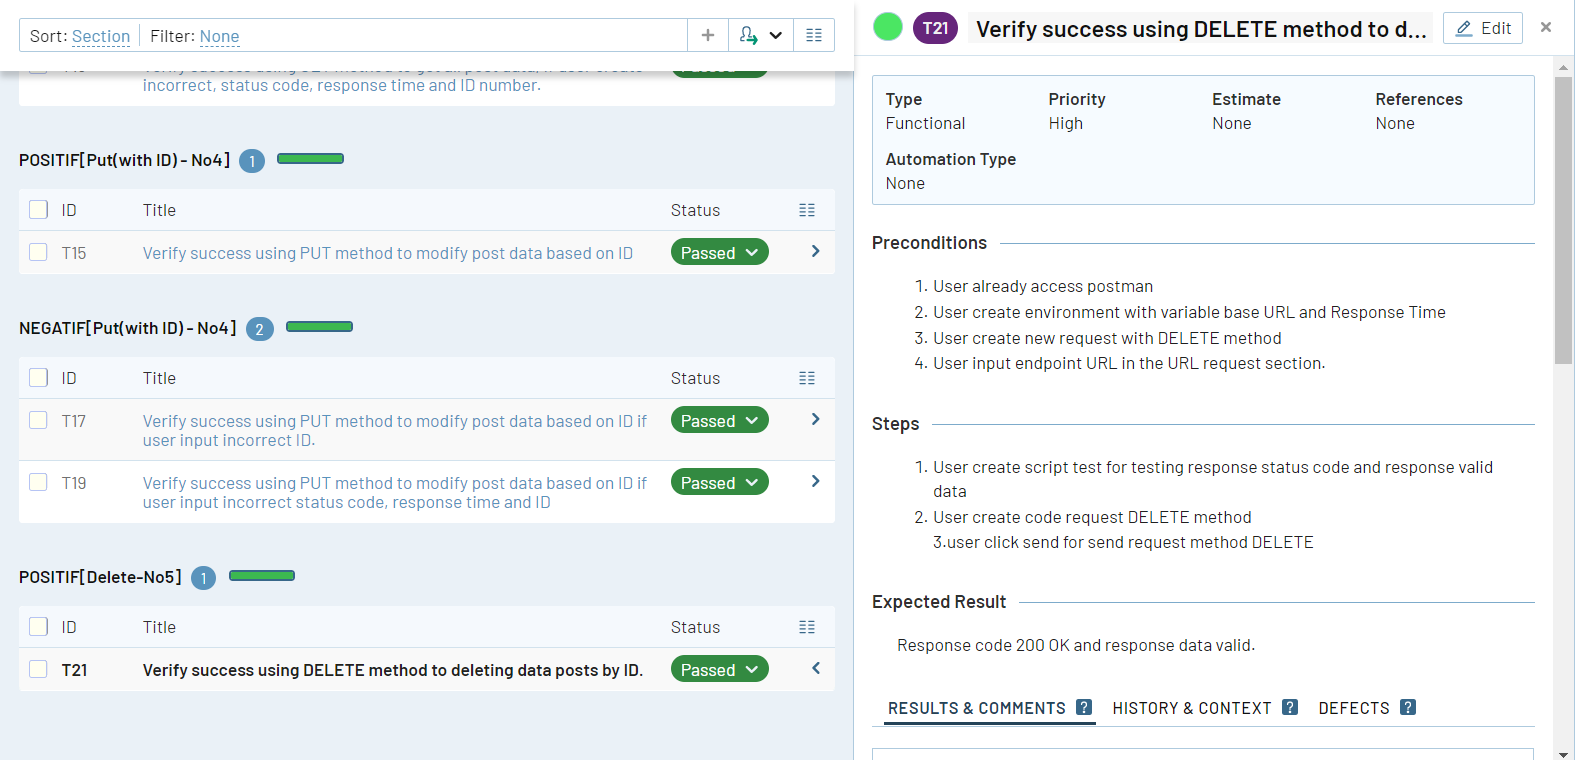 Sort: Section Filter: None
incorrect, status code, response time and ID number.
POSITIF[Put(with ID) - No4] 1
ID Title Status
T15 Verify success using PUT method to modify post data based on ID Passed
NEGATIF[Put(with ID) - No4] 2
ID Title Status
T17 Verify success using PUT method to modify post data based on ID if
user input incorrect ID. Passed
T19 Verify success using PUT method to modify post data based on ID if
user input incorrect status code, response time and ID Passed
POSITIF[Delete-No5] 1
ID Title Status
T21 Verify success using DELETE method to deleting data posts by ID. Passed
T21 Verify success using DELETE method to d... Edit
Type Priority Estimate References
Functional High None None
Automation Type
None
Preconditions
1. User already access postman
2. User create environment with variable base URL and Response Time
3. User create new request with DELETE method
4. User input endpoint URL in the URL request section.
Steps
1. User create script test for testing response status code and response valid
data
2. User create code request DELETE method
3.user click send for send request method DELETE
Expected Result
Response code 200 OK and response data valid.
RESULTS & COMMENTS ? HISTORY & CONTEXT ? DEFECTS ?